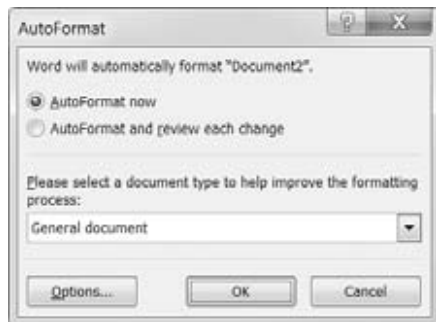 AutoFormat
Word will automatically format "Document2".
AutoFormat now
AutoFormat and review each change
Please select a document type to help improve the formatting
process:
General document
Options... OK Cancel